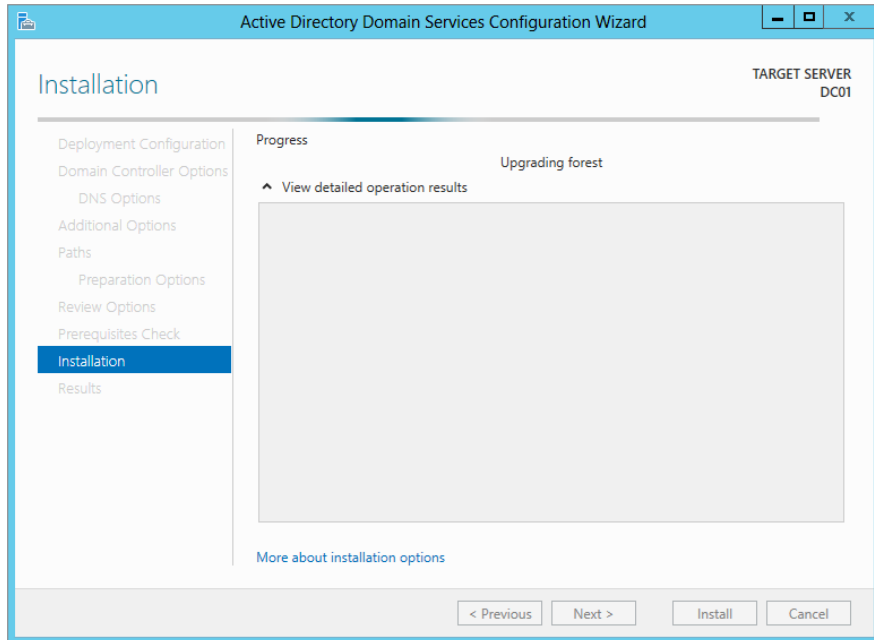 Active Directory Domain Services Configuration Wizard
Installation
TARGET SERVER
DC01
Deployment Configuration
Domain Controller Options
DNS Options
Additional Options
Paths
Preparation Options
Review Options
Prerequisites Check
Installation
Results
Progress
Upgrading forest
View detailed operation results
More about installation options
< Previous
Next >
Install
Cancel